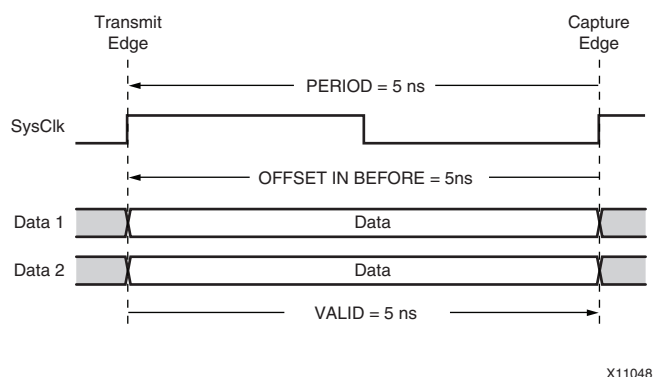 Transmit
Edge
Capture
Edge
PERIOD = 5 ns
SysClk
OFFSET IN BEFORE = 5ns
Data 1
Data
Data 2
Data
VALID = 5 ns
X11048